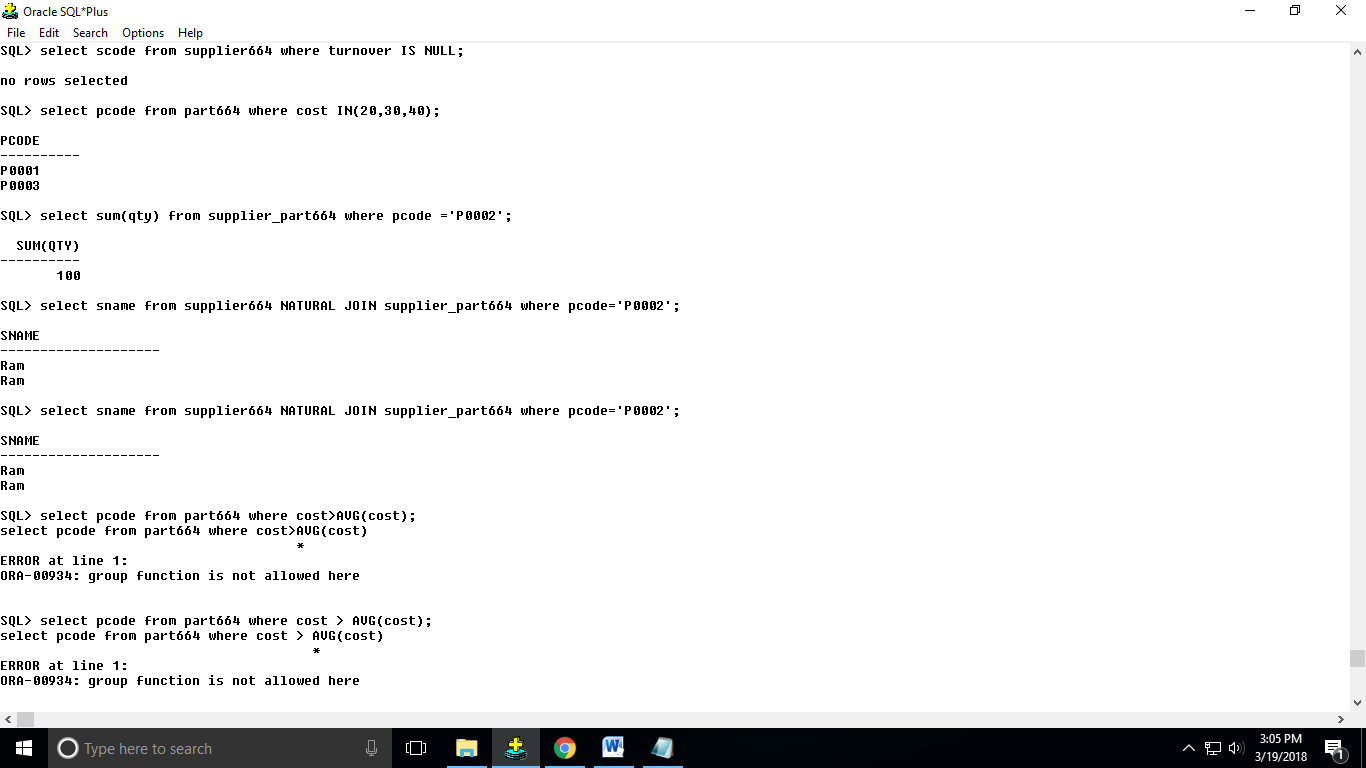 Oracle SQL*Plus
File Edit Search Options Help
SQL> select scode from supplier664 where turnover IS NULL;
no rows selected
SQL> select pcode from part664 where cost IN(20,30,40);
PCODE
----------
P0001
P0003
SQL> select sum(qty) from supplier_part664 where pcode ='P0002';
SUM(QTY)
----------
100
SQL> select sname from supplier664 NATURAL JOIN supplier_part664 where pcode='P0002';
SNAME
--------------------
Ram
Ram
SQL> select sname from supplier664 NATURAL JOIN supplier_part664 where pcode='P0002';
SNAME
--------------------
Ram
Ram
SQL> select pcode from part664 where cost>AVG(cost);
select pcode from part664 where cost>AVG(cost)
*
ERROR at line 1:
ORA-00934: group function is not allowed here
SQL> select pcode from part664 where cost > AVG(cost);
select pcode from part664 where cost > AVG(cost)
*
ERROR at line 1:
ORA-00934: group function is not allowed here
Type here to search
3:05 PM
3/19/2018
1